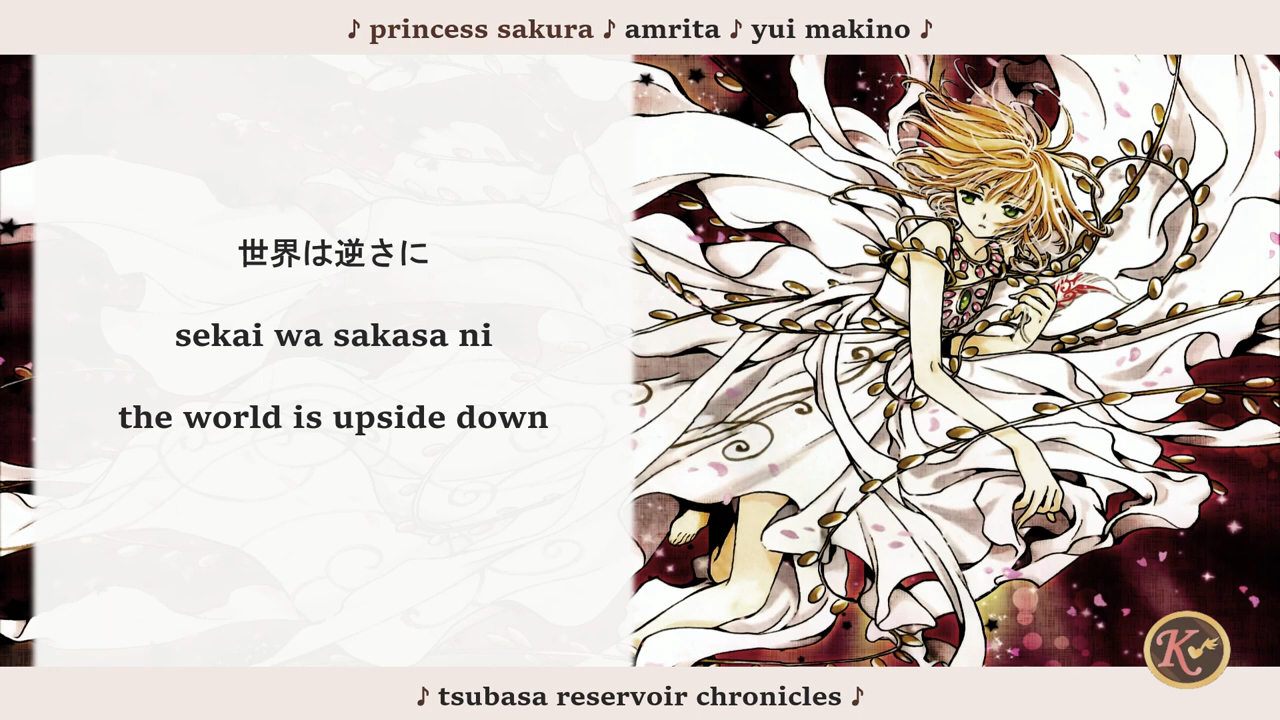 ♪ princess sakura ♪ amrita ♪ yui makino ♪
世界は逆さに
sekai wa sakasa ni
the world is upside down
K
♪ tsubasa reservoir chronicles ♪